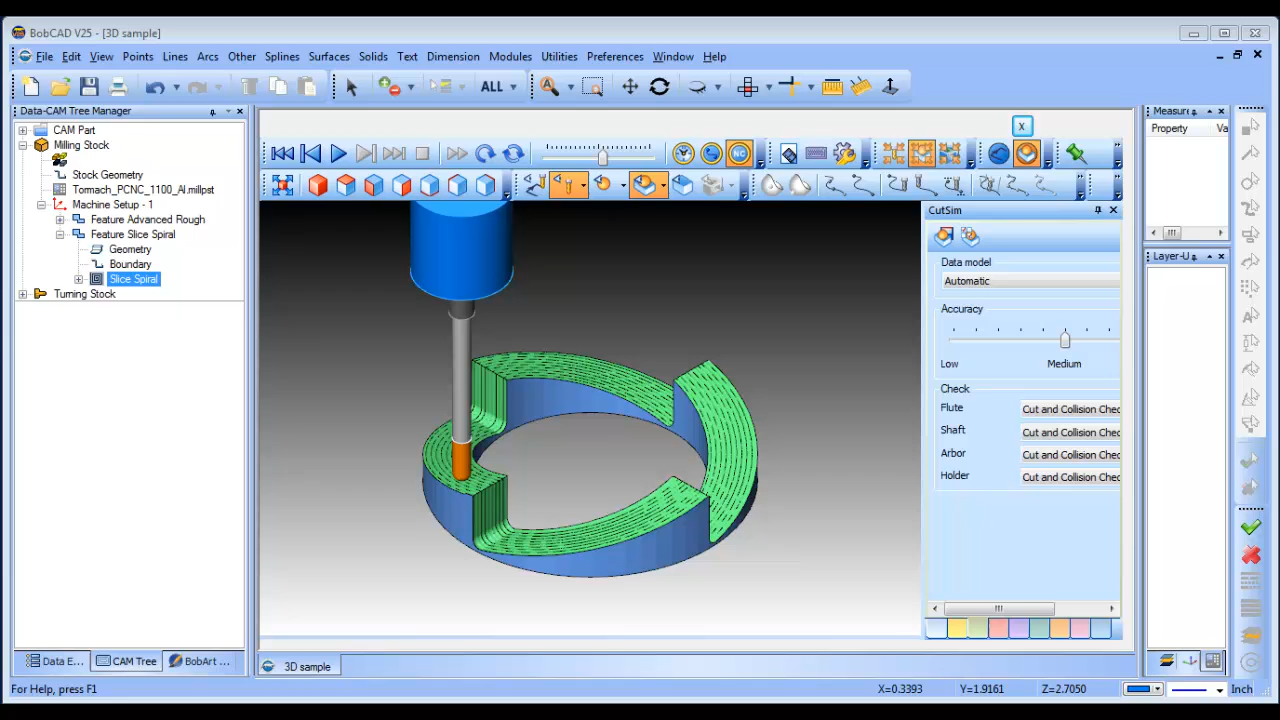 BobCAD V25 - [3D sample]
File Edit View Points Lines Arcs Other Splines Surfaces Solids Text Dimension Modules Utilities Preferences Window Help
ALL
Data-CAM Tree Manager
CAM Part
Milling Stock
Stock Geometry
Tormach_PCNC_1100_Al.millpst
Machine Setup - 1
Feature Advanced Rough
Feature Slice Spiral
Geometry
Boundary
Slice Spiral
Turning Stock
Data E...
CAM Tree
BobArt ...
X
NC
CutSim
Data model
Automatic
Accuracy
Low
Medium
Check
Flute
Cut and Collision Chec
Shaft
Cut and Collision Chec
Arbor
Cut and Collision Chec
Holder
Cut and Collision Chec
Measure
Property
Va
Layer-U
3D sample
For Help, press F1
X=0.3393
Y=1.9161
Z=2.7050
Inch